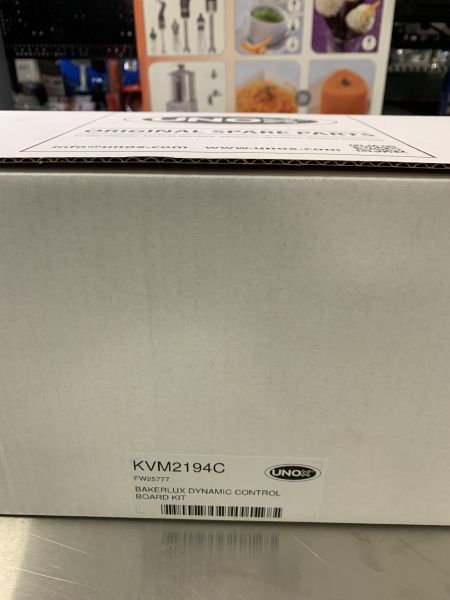 UNOX
ORIGINAL SPARE PARTS
info@unox.com www.unox.com
KVM2194C
UNOX
FW25777
BAKERLUX DYNAMIC CONTROL
BOARD KIT